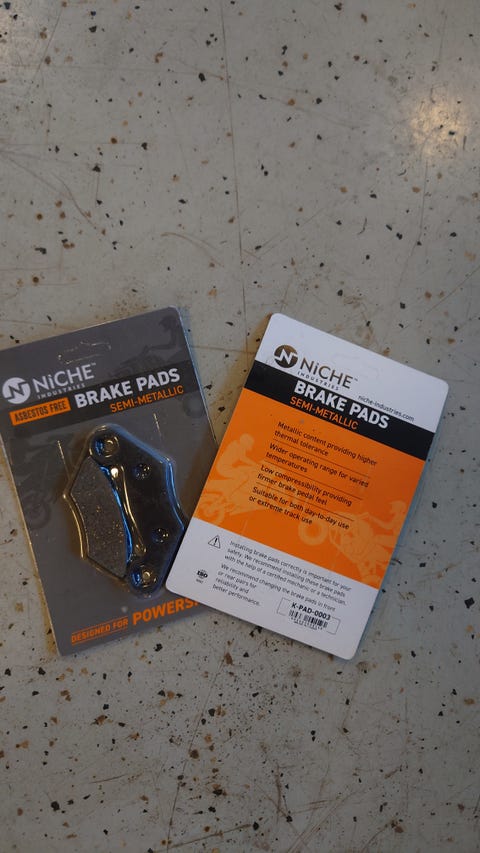 NiCHE™
INDUSTRIES
ASBESTOS FREE
BRAKE PADS
SEMI-METALLIC
DESIGNED FOR POWERS
NiCHE™
INDUSTRIES
niche-industries.com
BRAKE PADS
SEMI-METALLIC
Metallic content providing higher
thermal tolerance
Wider operating range for varied
temperatures
Low compressibility providing
firmer brake pedal feel
Suitable for both day-to-day use
or extreme track use
Installing brake pads correctly is important for your
safety. We recommend installing these brake pads
with the help of a certified mechanic or a technician.
We recommend changing the brake pads in front
or rear pairs for
reliability and
better performance.
ISO
K-PAD-0003